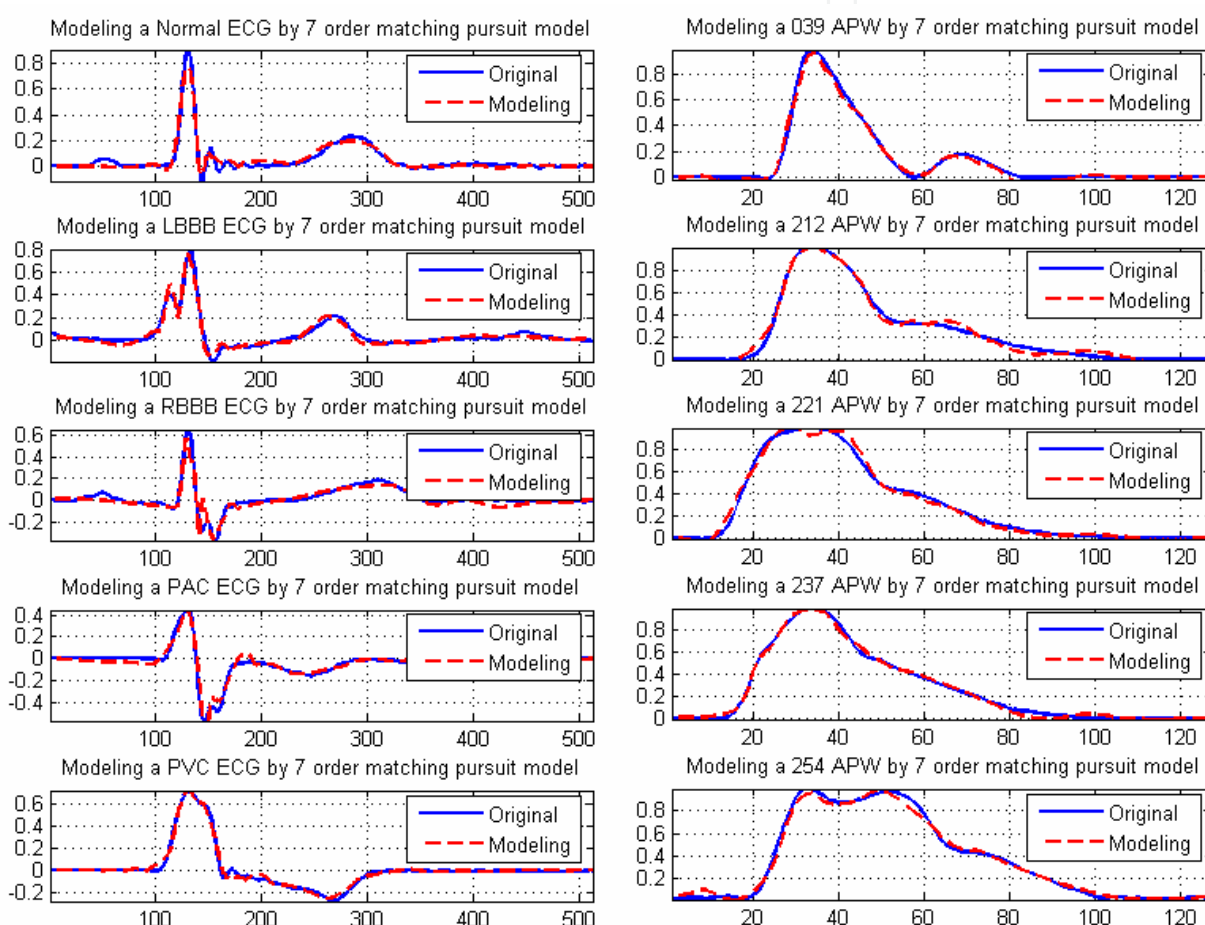 Modeling a Normal ECG by 7 order matching pursuit model
0.8
0.6
0.4
0.2
0
100 200 300 400 500
Original
Modeling
Modeling a LBBB ECG by 7 order matching pursuit model
0.8
0.6
0.4
0.2
0
100 200 300 400 500
Original
Modeling
Modeling a RBBB ECG by 7 order matching pursuit model
0.6
0.4
0.2
0
-0.2
100 200 300 400 500
Original
Modeling
Modeling a PAC ECG by 7 order matching pursuit model
0.4
0.2
0
-0.2
-0.4
100 200 300 400 500
Original
Modeling
Modeling a PVC ECG by 7 order matching pursuit model
0.6
0.4
0.2
0
-0.2
100 200 300 400 500
Original
Modeling
Modeling a 039 APW by 7 order matching pursuit model
0.8
0.6
0.4
0.2
0
20 40 60 80 100 120
Original
Modeling
Modeling a 212 APW by 7 order matching pursuit model
0.8
0.6
0.4
0.2
0
20 40 60 80 100 120
Original
Modeling
Modeling a 221 APW by 7 order matching pursuit model
0.8
0.6
0.4
0.2
0
20 40 60 80 100 120
Original
Modeling
Modeling a 237 APW by 7 order matching pursuit model
0.8
0.6
0.4
0.2
0
20 40 60 80 100 120
Original
Modeling
Modeling a 254 APW by 7 order matching pursuit model
0.8
0.6
0.4
0.2
20 40 60 80 100 120
Original
Modeling